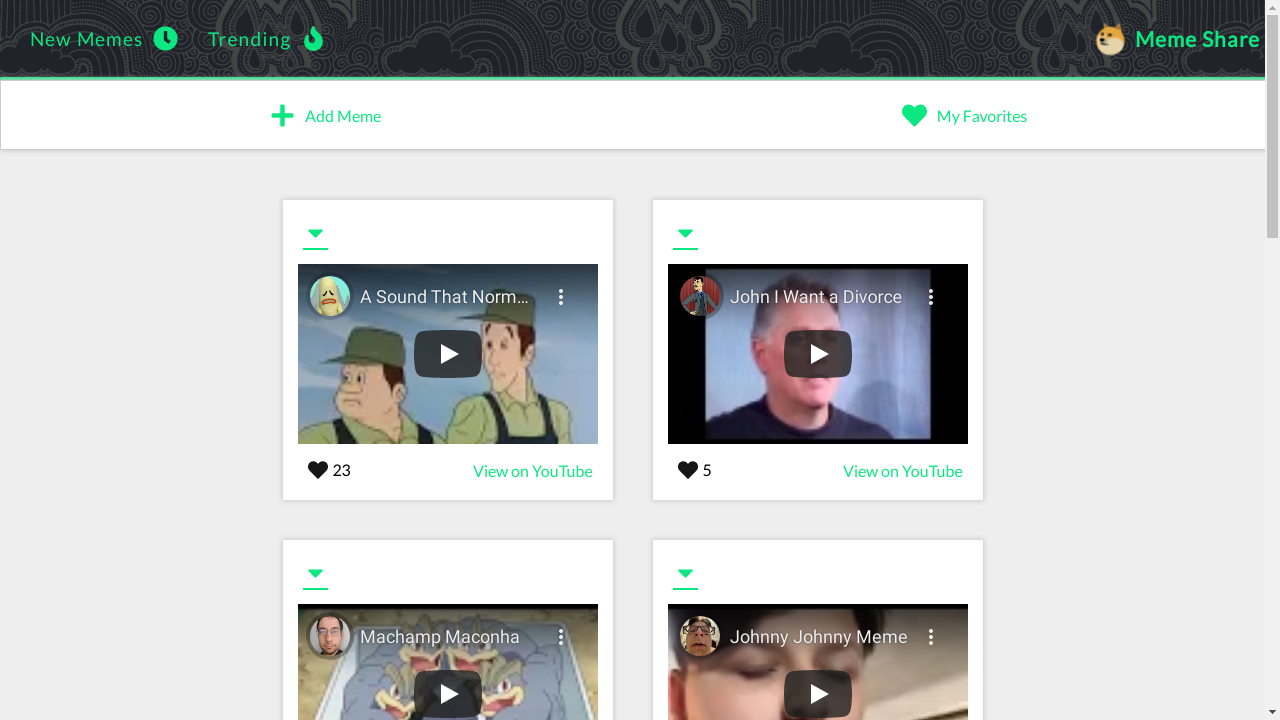 New Memes
Trending
Meme Share
Add Meme
My Favorites
A Sound That Norm...
John I Want a Divorce
23
View on YouTube
5
View on YouTube
Machamp Maconha
Johnny Johnny Meme